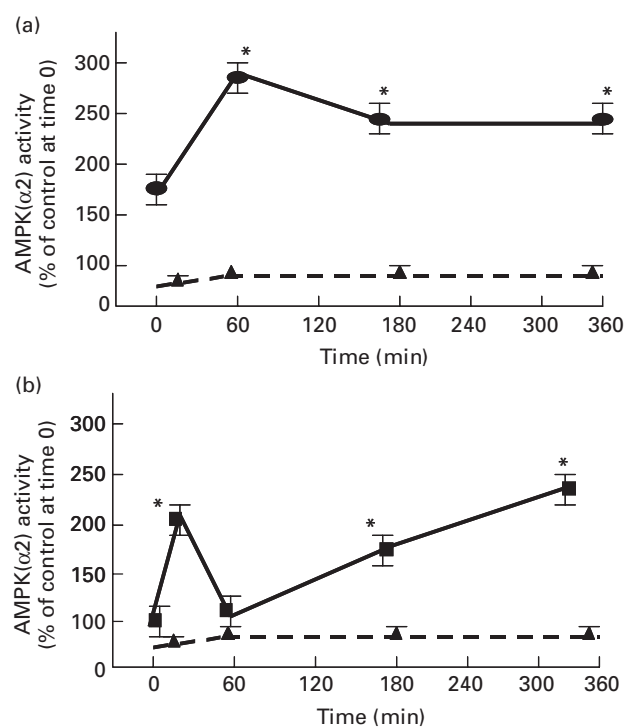 (a)
AMPK(α2) activity
(% of control at time 0)
300
250
200
150
100
0
*
*
*
0 60 120 180 240 300 360
Time (min)
(b)
AMPK(α2) activity
(% of control at time 0)
300
250
200
150
100
0
*
*
*
0 60 120 180 240 300 360
Time (min)